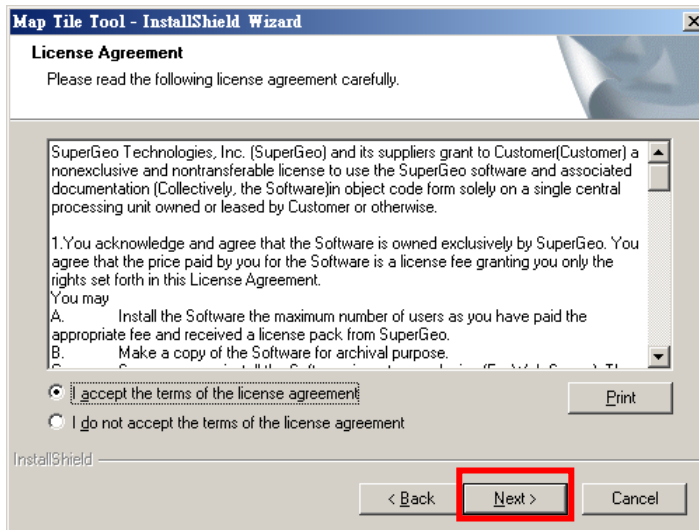 Map Tile Tool - InstallShield Wizard
License Agreement
Please read the following license agreement carefully.
SuperGeo Technologies, Inc. (SuperGeo) and its suppliers grant to Customer(Customer) a
nonexclusive and nontransferable license to use the SuperGeo software and associated
documentation (Collectively, the Software)in object code form solely on a single central
processing unit owned or leased by Customer or otherwise.
1.You acknowledge and agree that the Software is owned exclusively by SuperGeo. You
agree that the price paid by you for the Software is a license fee granting you only the
rights set forth in this License Agreement.
You may
A. Install the Software the maximum number of users as you have paid the
appropriate fee and received a license pack from SuperGeo.
B. Make a copy of the Software for archival purpose.
I accept the terms of the license agreement
Print
I do not accept the terms of the license agreement
InstallShield
< Back
Next >
Cancel